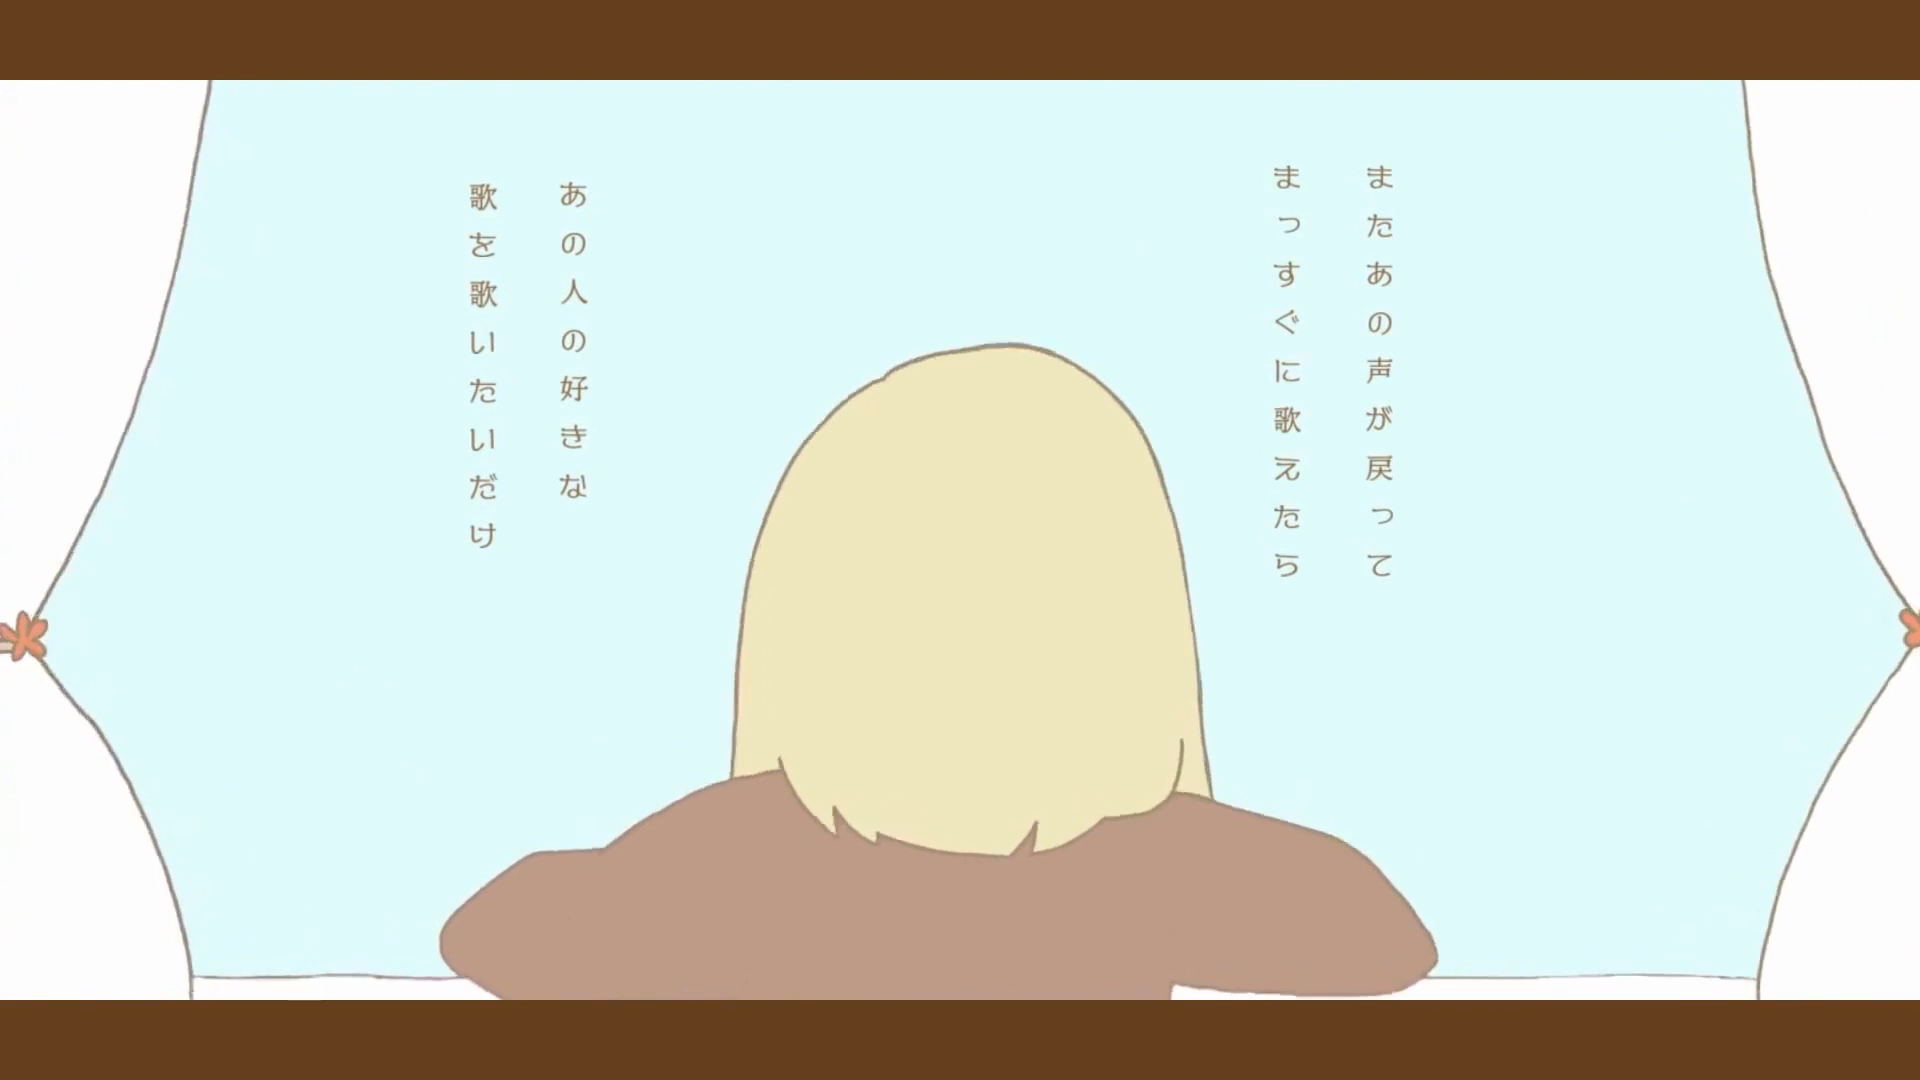 またあの声が戻って
まっすぐに歌えたら
あの人の好きな
歌を歌いたいだけ